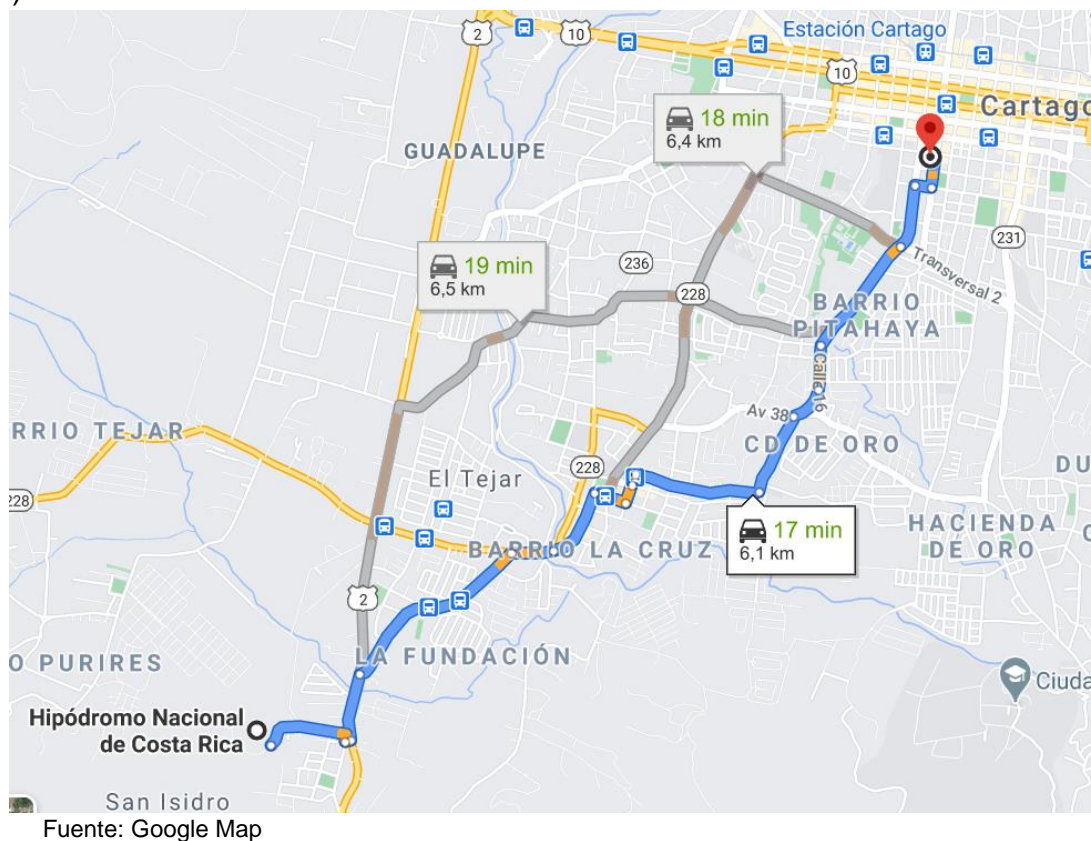 )
Estación Cartago
2
10
10
Cartago
18 min
6,4 km
GUADALUPE
19 min
6,5 km
236
231
228
Transversal 2
BARRIO
PITAHAYA
Calle 16
Av 38
RRIO TEJAR
CD DE ORO
228
El Tejar
228
DU
17 min
6,1 km
HACIENDA
DE ORO
BARRIO LA CRUZ
2
O PURIRES
LA FUNDACIÓN
Ciuda
Hipódromo Nacional
de Costa Rica
San Isidro
Fuente: Google Map